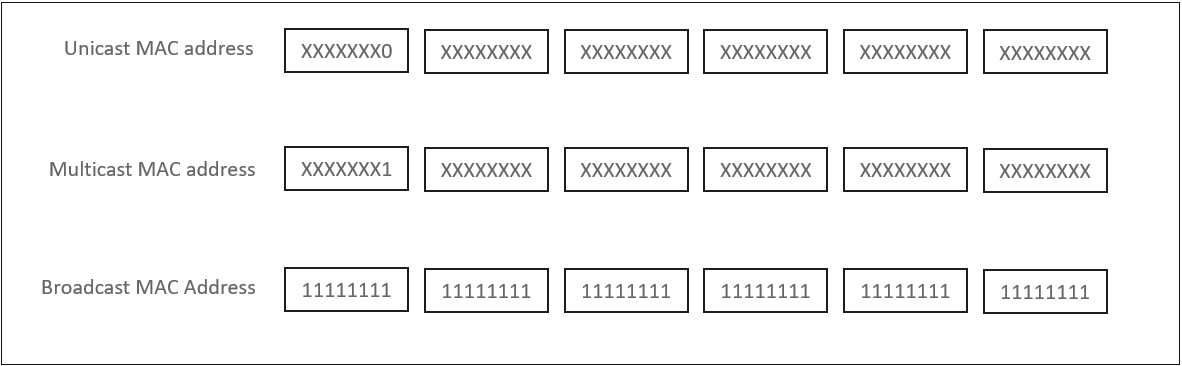 Unicast MAC address XXXXXXX0 XXXXXXXX XXXXXXXX XXXXXXXX XXXXXXXX XXXXXXXX
Multicast MAC address XXXXXXX1 XXXXXXXX XXXXXXXX XXXXXXXX XXXXXXXX XXXXXXXX
Broadcast MAC Address 11111111 11111111 11111111 11111111 11111111 11111111